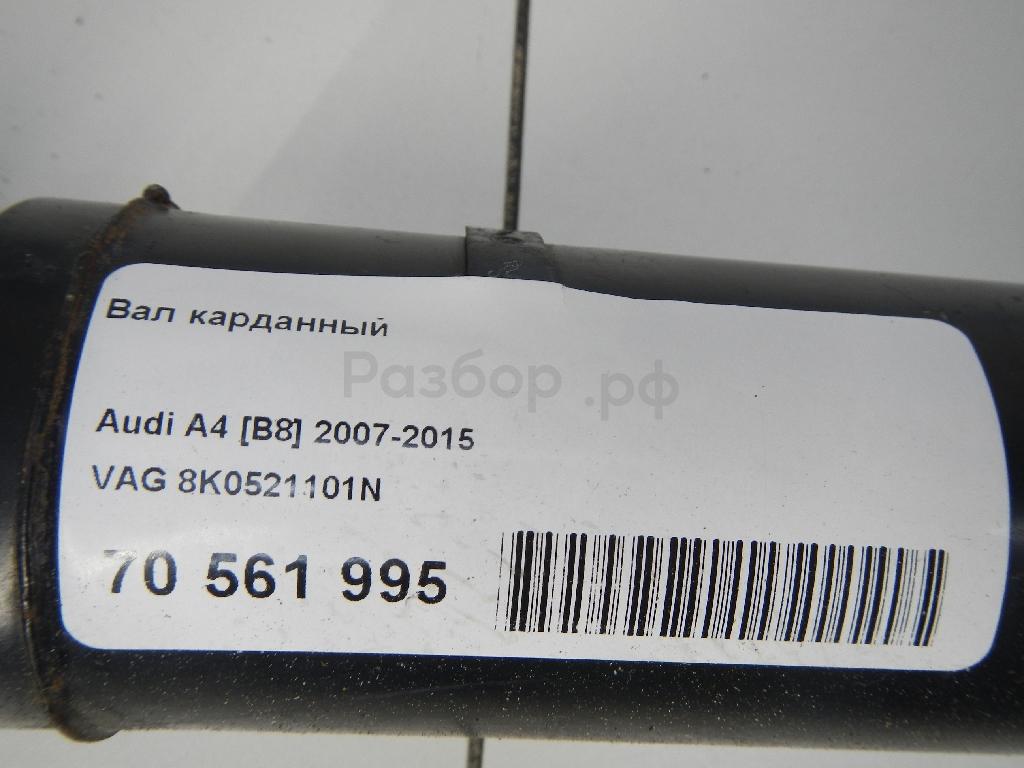 Вал карданный
Разбор.рф
Audi A4 [B8] 2007-2015
VAG 8K0521101N
70 561 995